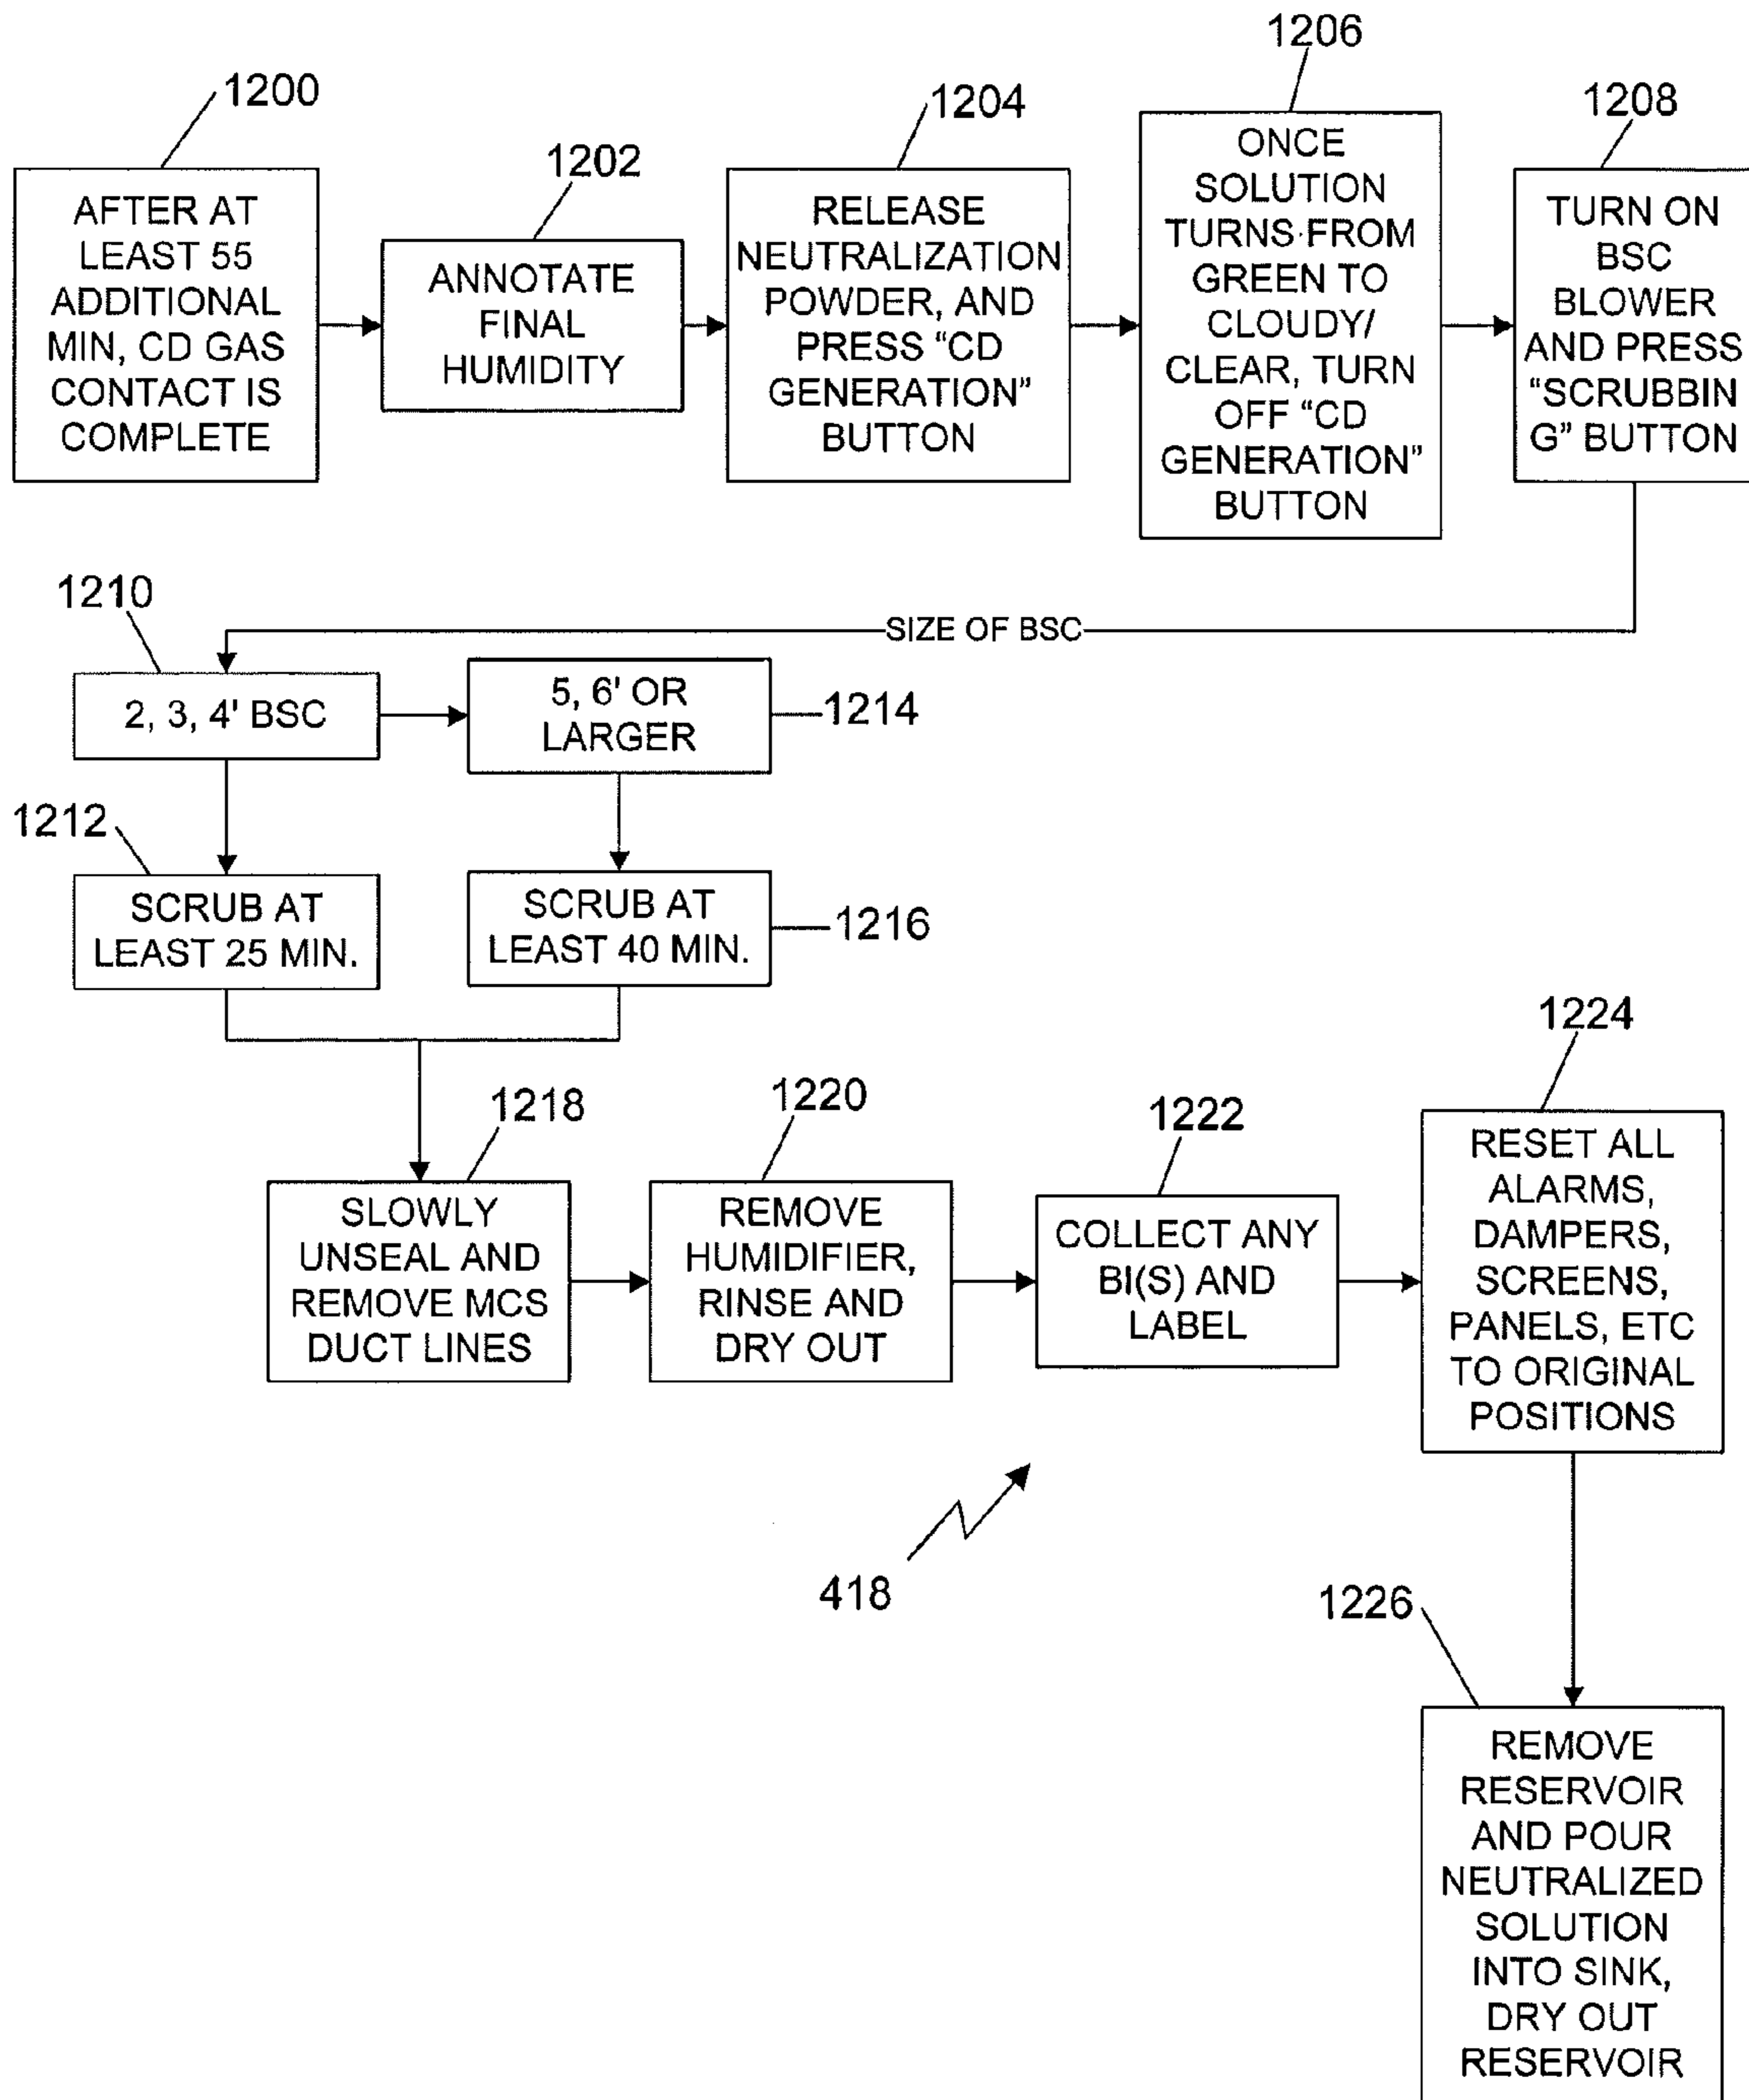 1200
AFTER AT
LEAST 55
ADDITIONAL
MIN, CD GAS
CONTACT IS
COMPLETE
1202
ANNOTATE
FINAL
HUMIDITY
1204
RELEASE
NEUTRALIZATION
POWDER, AND
PRESS “CD
GENERATION”
BUTTON
1206
ONCE
SOLUTION
TURNS FROM
GREEN TO
CLOUDY/
CLEAR, TURN
OFF “CD
GENERATION”
BUTTON
1208
TURN ON
BSC
BLOWER
AND PRESS
“SCRUBBIN
G” BUTTON
SIZE OF BSC
1210
2, 3, 4' BSC
5, 6' OR
LARGER
1214
1212
SCRUB AT
LEAST 25 MIN.
SCRUB AT
LEAST 40 MIN.
1216
1218
SLOWLY
UNSEAL AND
REMOVE MCS
DUCT LINES
1220
REMOVE
HUMIDIFIER,
RINSE AND
DRY OUT
1222
COLLECT ANY
BI(S) AND
LABEL
1224
RESET ALL
ALARMS,
DAMPERS,
SCREENS,
PANELS, ETC
TO ORIGINAL
POSITIONS
418
1226
REMOVE
RESERVOIR
AND POUR
NEUTRALIZED
SOLUTION
INTO SINK,
DRY OUT
RESERVOIR